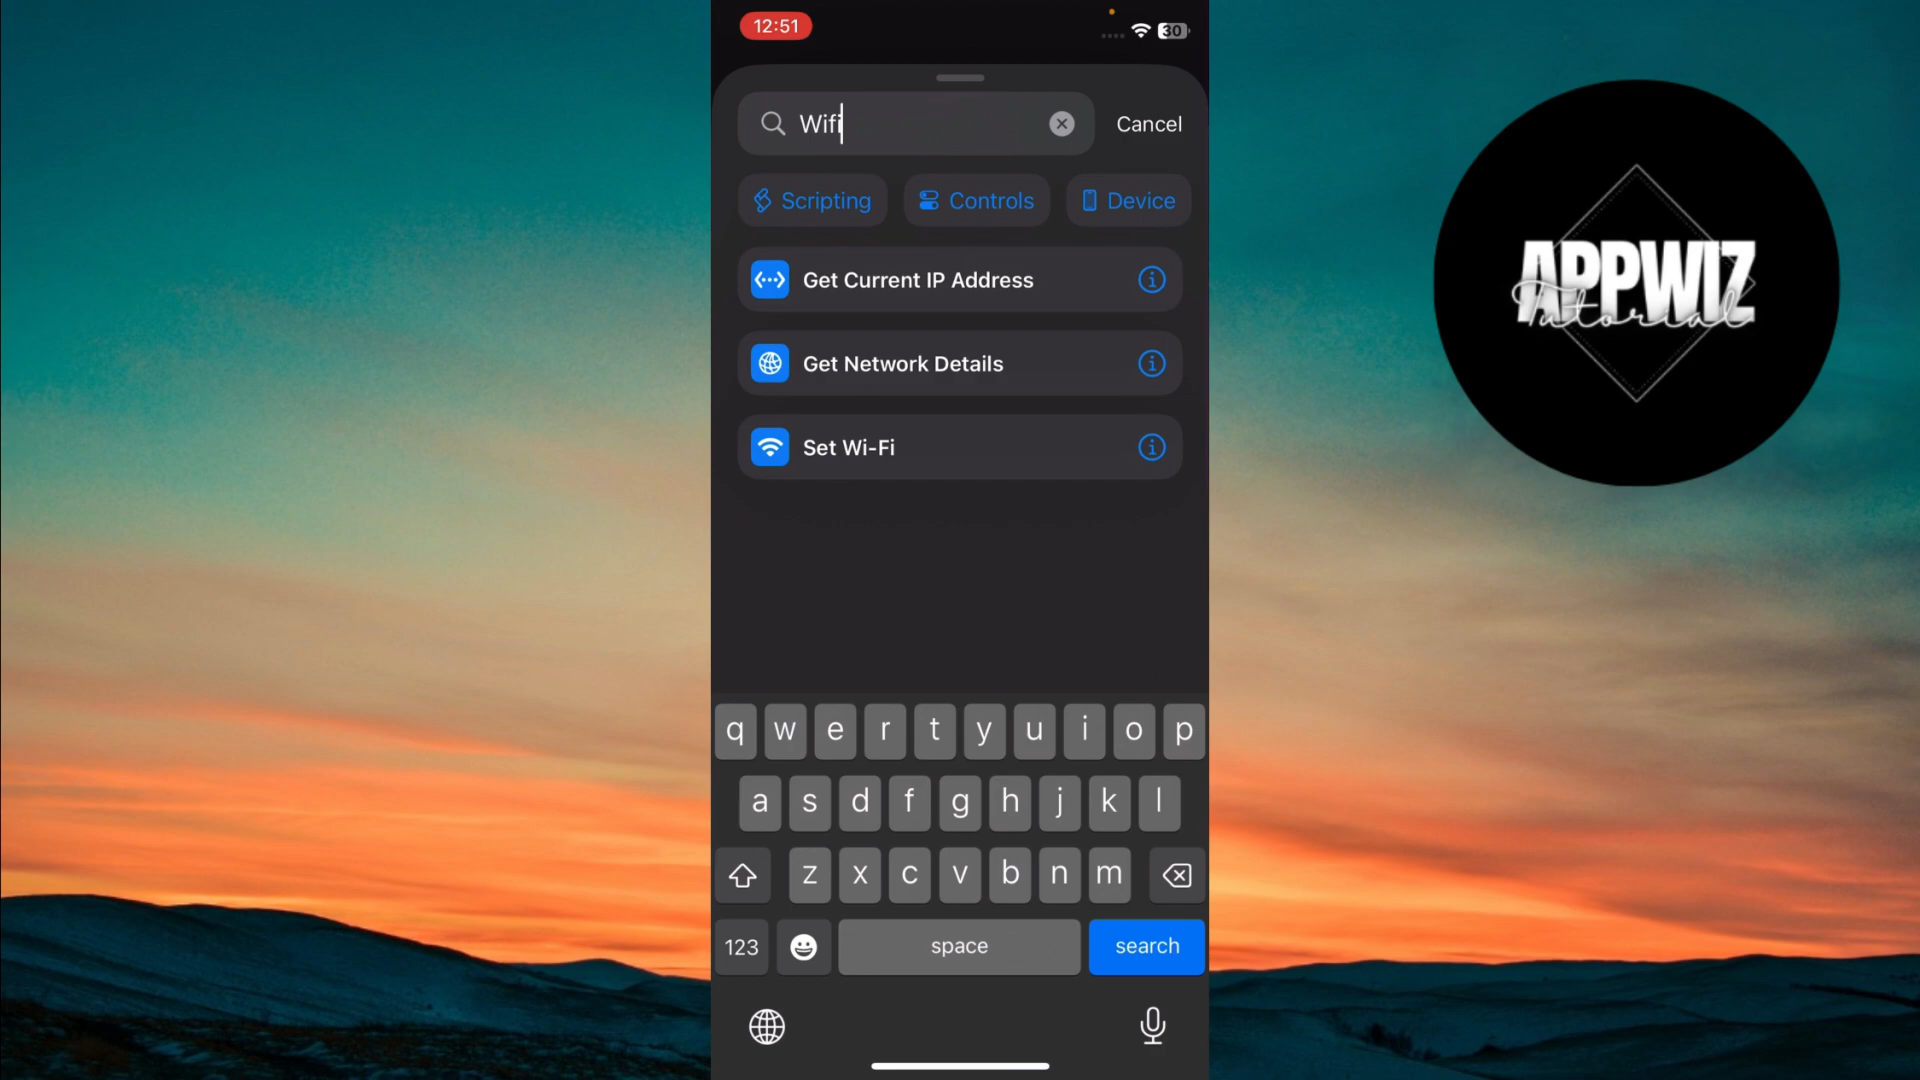 12:51
30
Wifi
Cancel
Scripting
Controls
Device
Get Current IP Address
Get Network Details
Set Wi-Fi
APPWIZ
Tutorial
q w e r t y u i o p
a s d f g h j k l
z x c v b n m
123
space
search